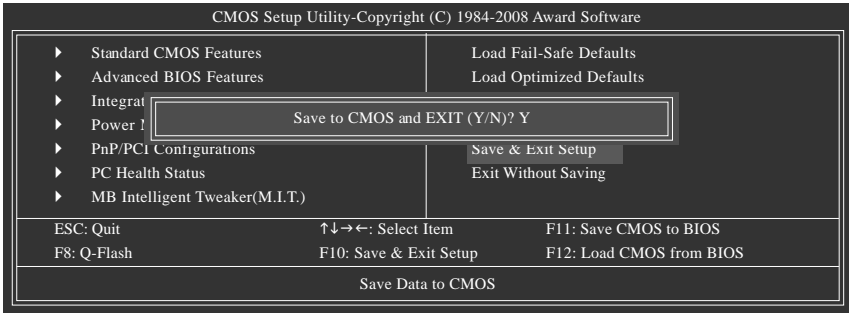 CMOS Setup Utility-Copyright (C) 1984-2008 Award Software
Standard CMOS Features
Advanced BIOS Features
Power
PnP/PCI Configurations
PC Health Status
MB Intelligent Tweaker(M.I.T.)
Load Fail-Safe Defaults
Load Optimized Defaults
Save & Exit Setup
Exit Without Saving
Save to CMOS and EXIT (Y/N)? Y
ESC: Quit ↑↓→←: Select Item F11: Save CMOS to BIOS
F8: Q-Flash F10: Save & Exit Setup F12: Load CMOS from BIOS
Save Data to CMOS